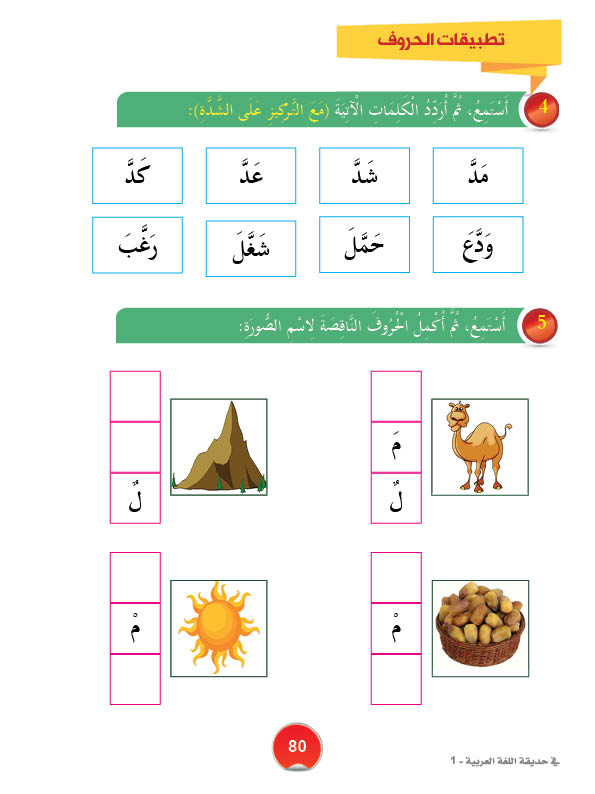 تطبيقات الحروف
4 أَسْتَمِعُ، ثُمَّ أُرَدِّدُ الْكَلِمَاتِ الْآتِيَةَ (مَعَ التَّرْكِيزِ عَلَى الشَّدَّةِ):
مَدَّ شَدَّ عَدَّ كَدَّ
وَدَّعَ حَمَّلَ شَغَّلَ رَغَّبَ
5 أَسْتَمِعُ، ثُمَّ أُكْمِلُ الْحُرُوفَ النَّاقِصَةَ لِاسْمِ الصُّورَةِ:
مَ
لٌ لٌ
مْ مْ
80
في حديقة اللغة العربية - 1